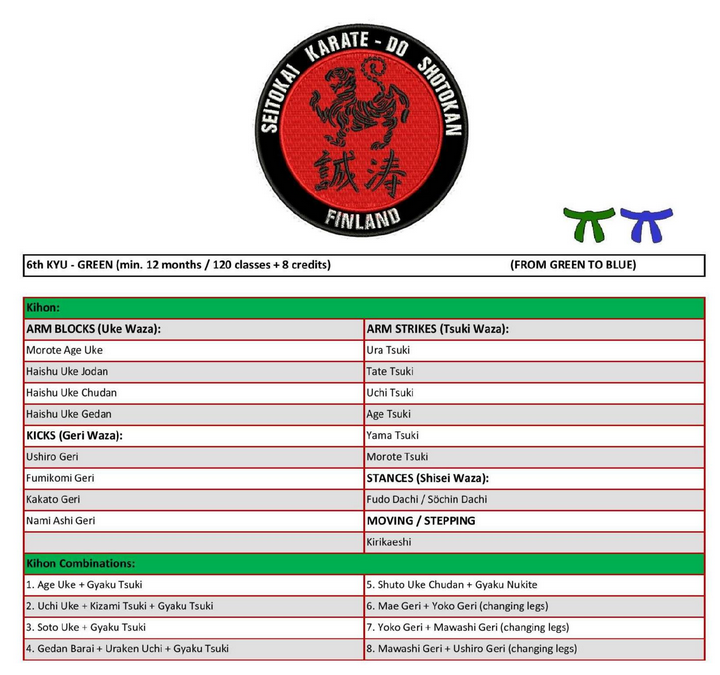 SEITOKAI KARATE - DO SHOTOKAN
誠 涛
FINLAND
6th KYU - GREEN (min. 12 months / 120 classes + 8 credits) (FROM GREEN TO BLUE)
Kihon:
ARM BLOCKS (Uke Waza): ARM STRIKES (Tsuki Waza):
Morote Age Uke Ura Tsuki
Haishu Uke Jodan Tate Tsuki
Haishu Uke Chudan Uchi Tsuki
Haishu Uke Gedan Age Tsuki
KICKS (Geri Waza): Yama Tsuki
Ushiro Geri Morote Tsuki
Fumikomi Geri STANCES (Shisei Waza):
Kakato Geri Fudo Dachi / Söchin Dachi
Nami Ashi Geri MOVING / STEPPING
Kirikaeshi
Kihon Combinations:
1. Age Uke + Gyaku Tsuki 5. Shuto Uke Chudan + Gyaku Nukite
2. Uchi Uke + Kizami Tsuki + Gyaku Tsuki 6. Mae Geri + Yoko Geri (changing legs)
3. Soto Uke + Gyaku Tsuki 7. Yoko Geri + Mawashi Geri (changing legs)
4. Gedan Barai + Uraken Uchi + Gyaku Tsuki 8. Mawashi Geri + Ushiro Geri (changing legs)